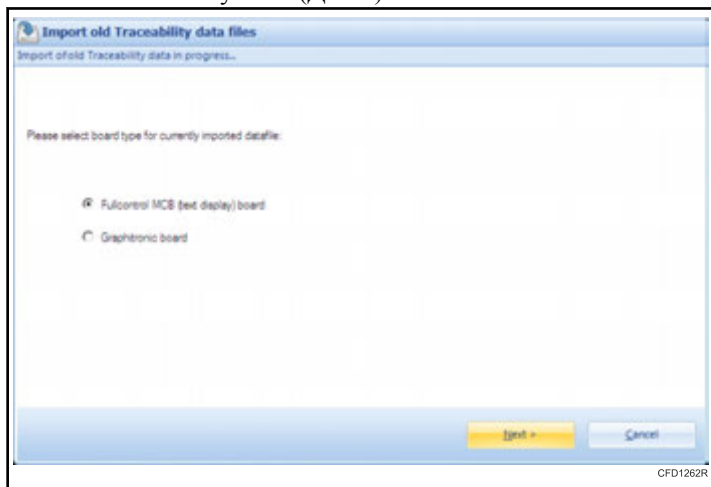 Import old Traceability data files
Import of old Traceability data in progress...
Please select board type for currently imported datafile:
Fullcontrol MCB (text display) board
Graphtronic board
Next >
Cancel
CFD1262R